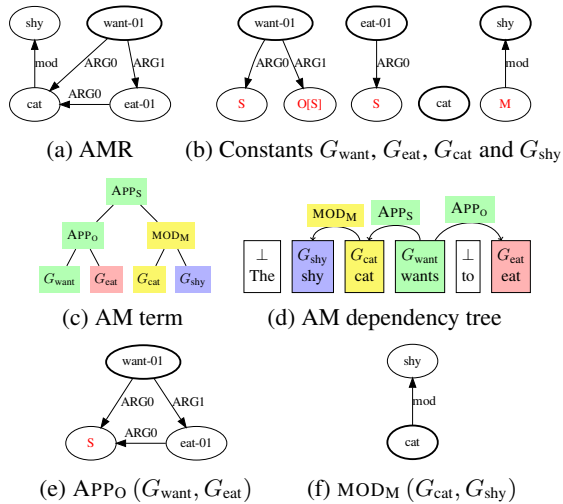 shy want-01 want-01 eat-01 shy
mod ARG0 ARG1 ARG0 ARG1 ARG0 mod
cat ARG0 eat-01 S O[S] S cat M
(a) AMR (b) Constants G_want, G_eat, G_cat and G_shy
APP_S
APP_O MOD_M
G_want G_eat G_cat G_shy
(c) AM term
MOD_M APP_S APP_O
⊥ G_shy G_cat G_want ⊥ G_eat
The shy cat wants to eat
(d) AM dependency tree
want-01
ARG0 ARG1
S ARG0 eat-01
(e) APP_O (G_want, G_eat)
shy
mod
cat
(f) MOD_M (G_cat, G_shy)